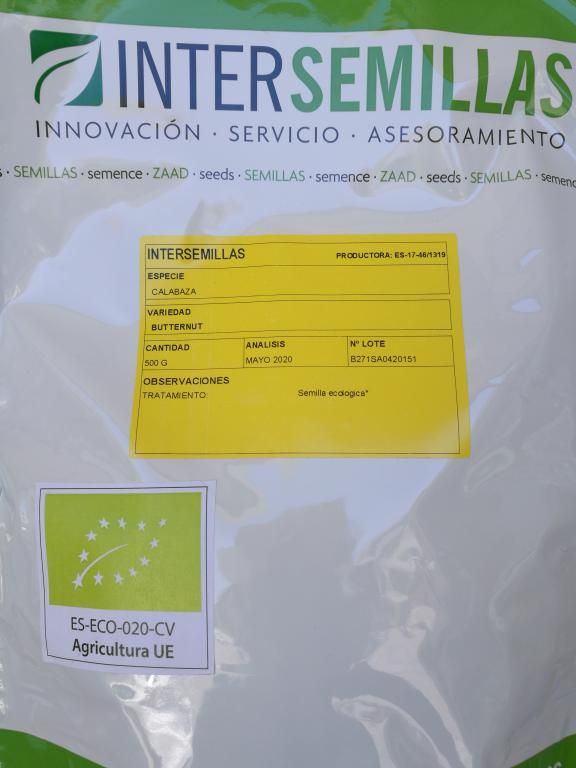 INTERSEMILLAS
INNOVACIÓN · SERVICIO · ASESORAMIENTO
· SEMILLAS · semence · ZAAD · seeds · SEMILLAS · semence · ZAAD · seeds · SEMILLAS · semenc
INTERSEMILLAS PRODUCTORA: ES-17-46/1319
ESPECIE
CALABAZA
VARIEDAD
BUTTERNUT
CANTIDAD ANALISIS Nº LOTE
500 G MAYO 2020 B271SA0420151
OBSERVACIONES
TRATAMIENTO: Semilla ecologica*
ES-ECO-020-CV
Agricultura UE